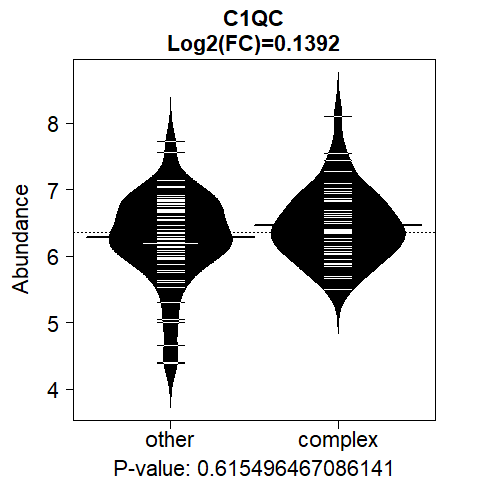 C1QC
Log2(FC)=0.1392
Abundance
8
7
6
5
4
other complex
P-value: 0.615496467086141